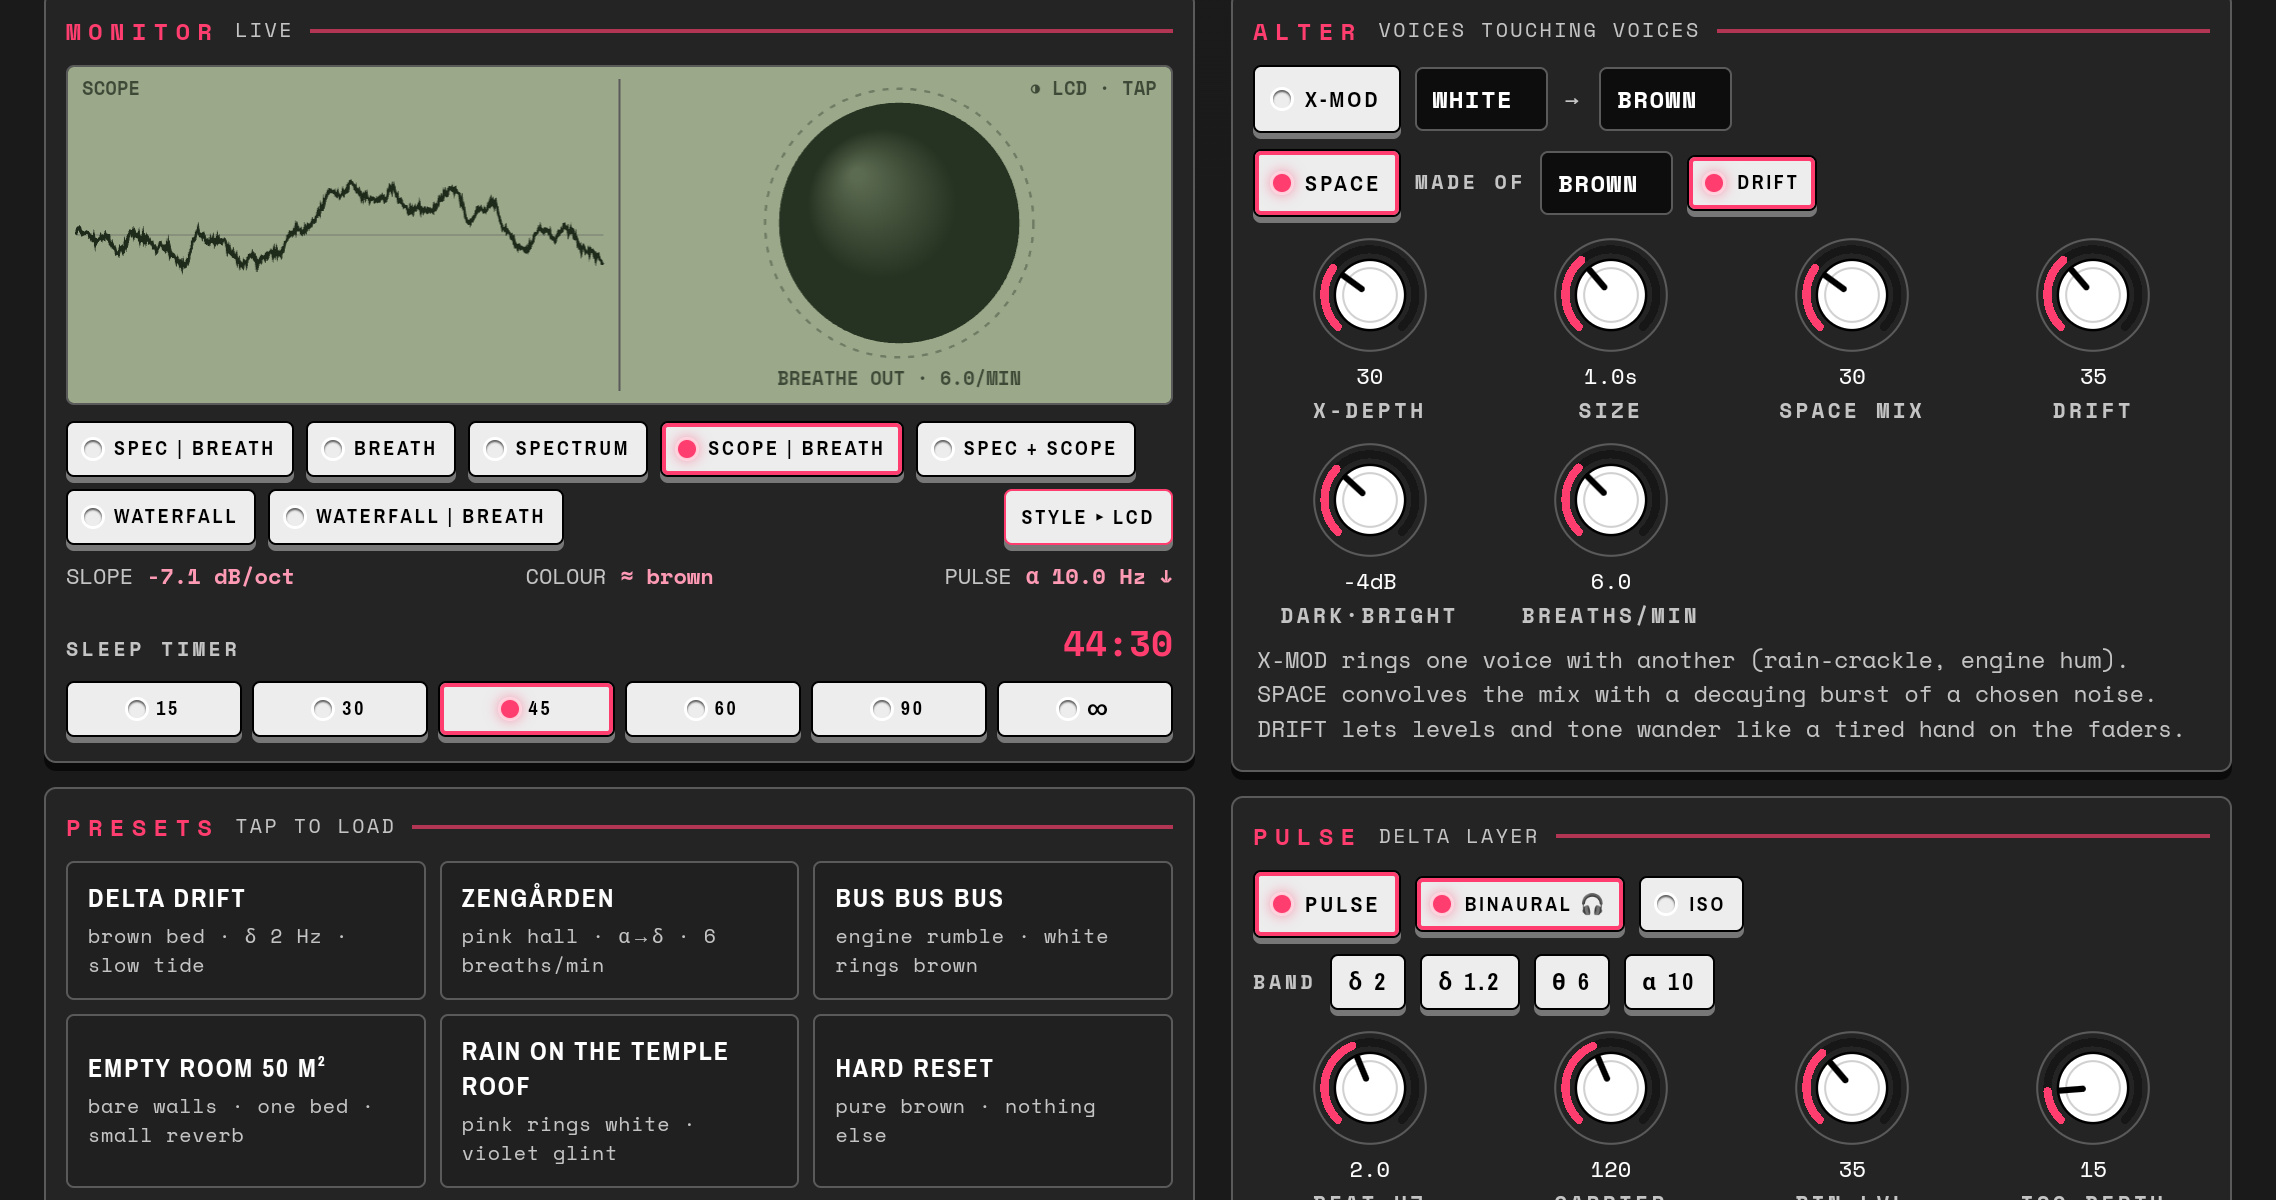 MONITOR LIVE
SCOPE
◑ LCD · TAP
BREATHE OUT · 6.0/MIN
SPEC | BREATH
BREATH
SPECTRUM
SCOPE | BREATH
SPEC + SCOPE
WATERFALL
WATERFALL | BREATH
STYLE ▸ LCD
SLOPE -7.1 dB/oct
COLOUR ≈ brown
PULSE α 10.0 Hz ↓
SLEEP TIMER
44:30
15
30
45
60
90
∞
PRESETS TAP TO LOAD
DELTA DRIFT
brown bed · δ 2 Hz ·
slow tide
ZENGÅRDEN
pink hall · α→δ · 6
breaths/min
BUS BUS BUS
engine rumble · white
rings brown
EMPTY ROOM 50 M²
bare walls · one bed ·
small reverb
RAIN ON THE TEMPLE
ROOF
pink rings white ·
violet glint
HARD RESET
pure brown · nothing
else
ALTER VOICES TOUCHING VOICES
X-MOD WHITE → BROWN
SPACE MADE OF BROWN DRIFT
30
X-DEPTH
1.0s
SIZE
30
SPACE MIX
35
DRIFT
-4dB
DARK·BRIGHT
6.0
BREATHS/MIN
X-MOD rings one voice with another (rain-crackle, engine hum).
SPACE convolves the mix with a decaying burst of a chosen noise.
DRIFT lets levels and tone wander like a tired hand on the faders.
PULSE DELTA LAYER
PULSE
BINAURAL 🎧
ISO
BAND δ 2 δ 1.2 θ 6 α 10
2.0
120
35
15